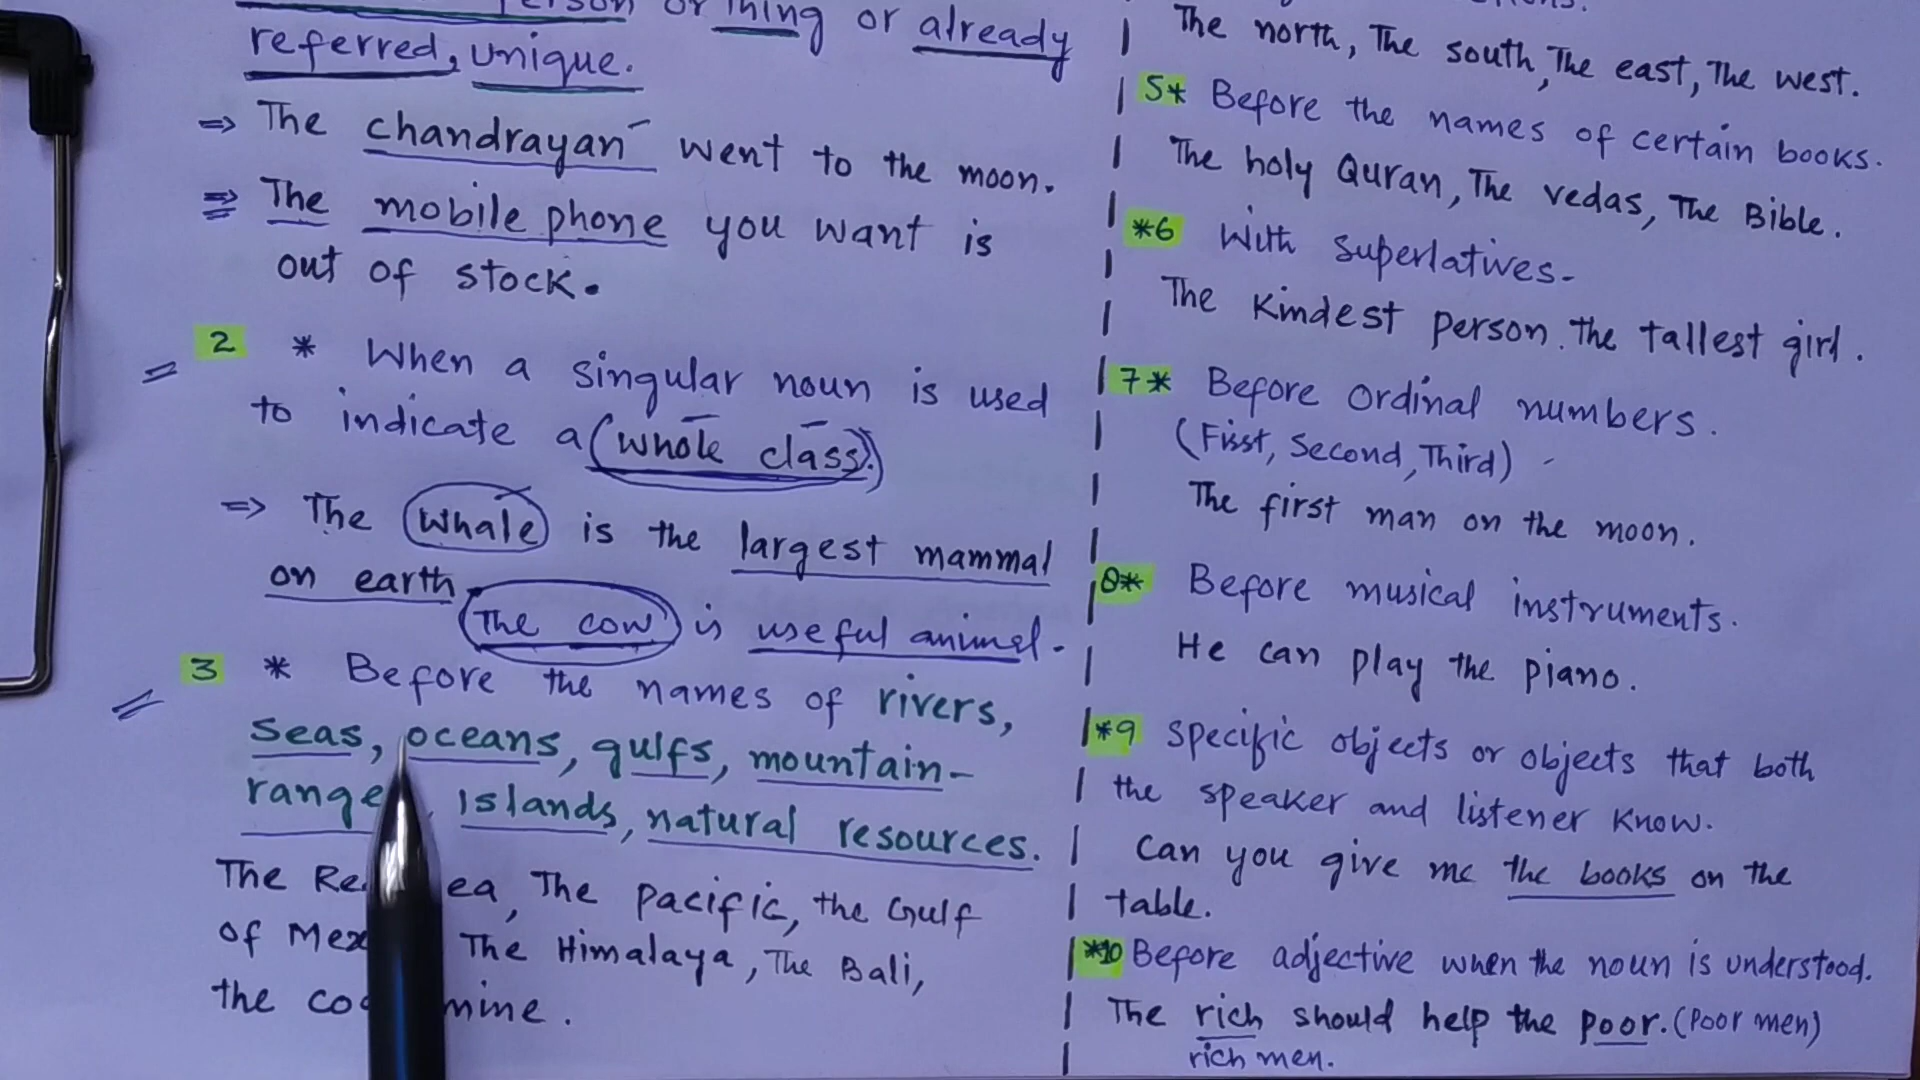 or thing or already
referred, unique.
⇒ The chandrayan went to the moon.
⇒ The mobile phone you want is
out of stock.
2 * When a singular noun is used
to indicate a (whole class.)
⇒ The whale is the largest mammal
on earth. The cow is useful animal.
3 * Before the names of rivers,
seas, oceans, gulfs, mountain-
islands, natural resources.
The The Pacific, the Gulf
of The Himalaya, The Bali,
the mine.
The north, The south, The east, The west.
5* Before the names of certain books.
The holy Quran, The vedas, The Bible.
*6 With superlatives-
The Kindest person. the tallest girl.
7* Before ordinal numbers.
(First, Second, Third)
The first man on the moon.
8* Before musical instruments.
He can play the piano.
*9 specific objects or objects that both
the speaker and listener know.
Can you give me the books on the
table.
*10 Before adjective when the noun is understood.
The rich should help the poor. (Poor men)
rich men.